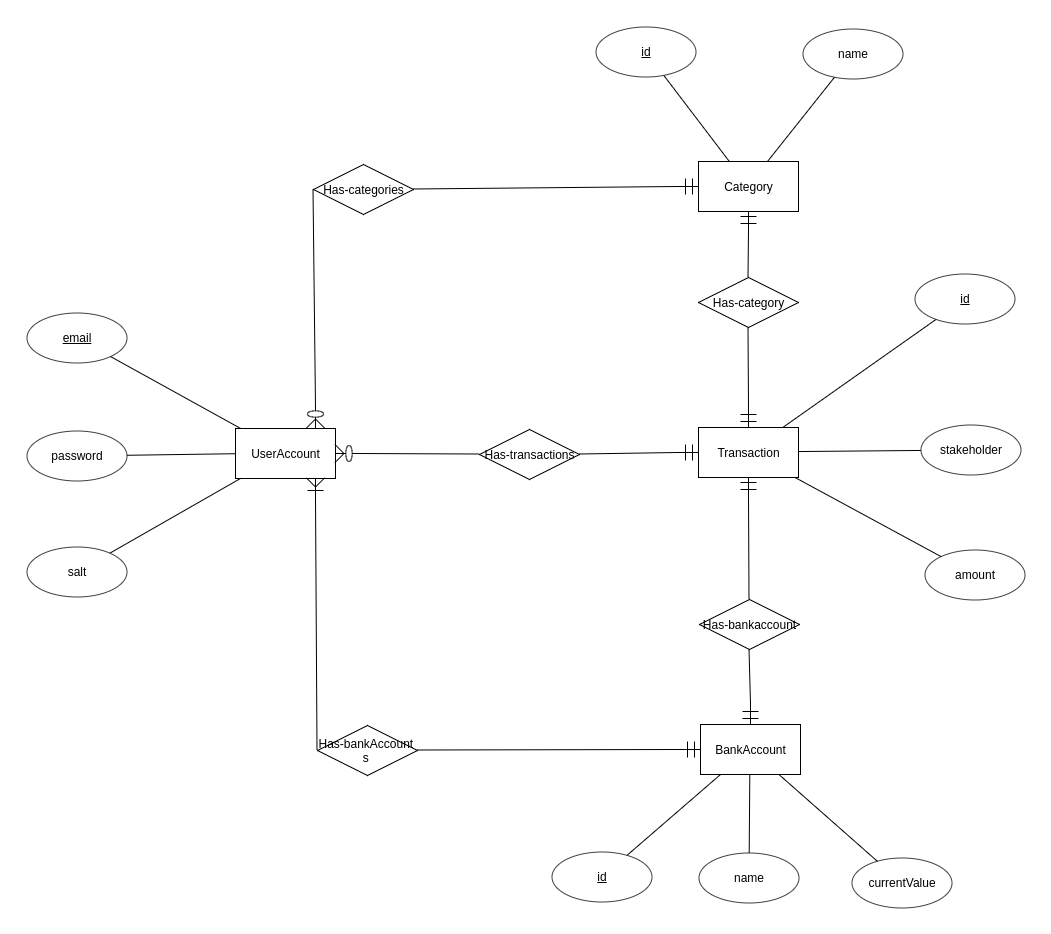 id
name
Has-categories
Category
Has-category
id
email
UserAccount
Has-transactions
Transaction
stakeholder
password
salt
amount
Has-bankaccount
Has-bankAccount
s
BankAccount
id
name
currentValue